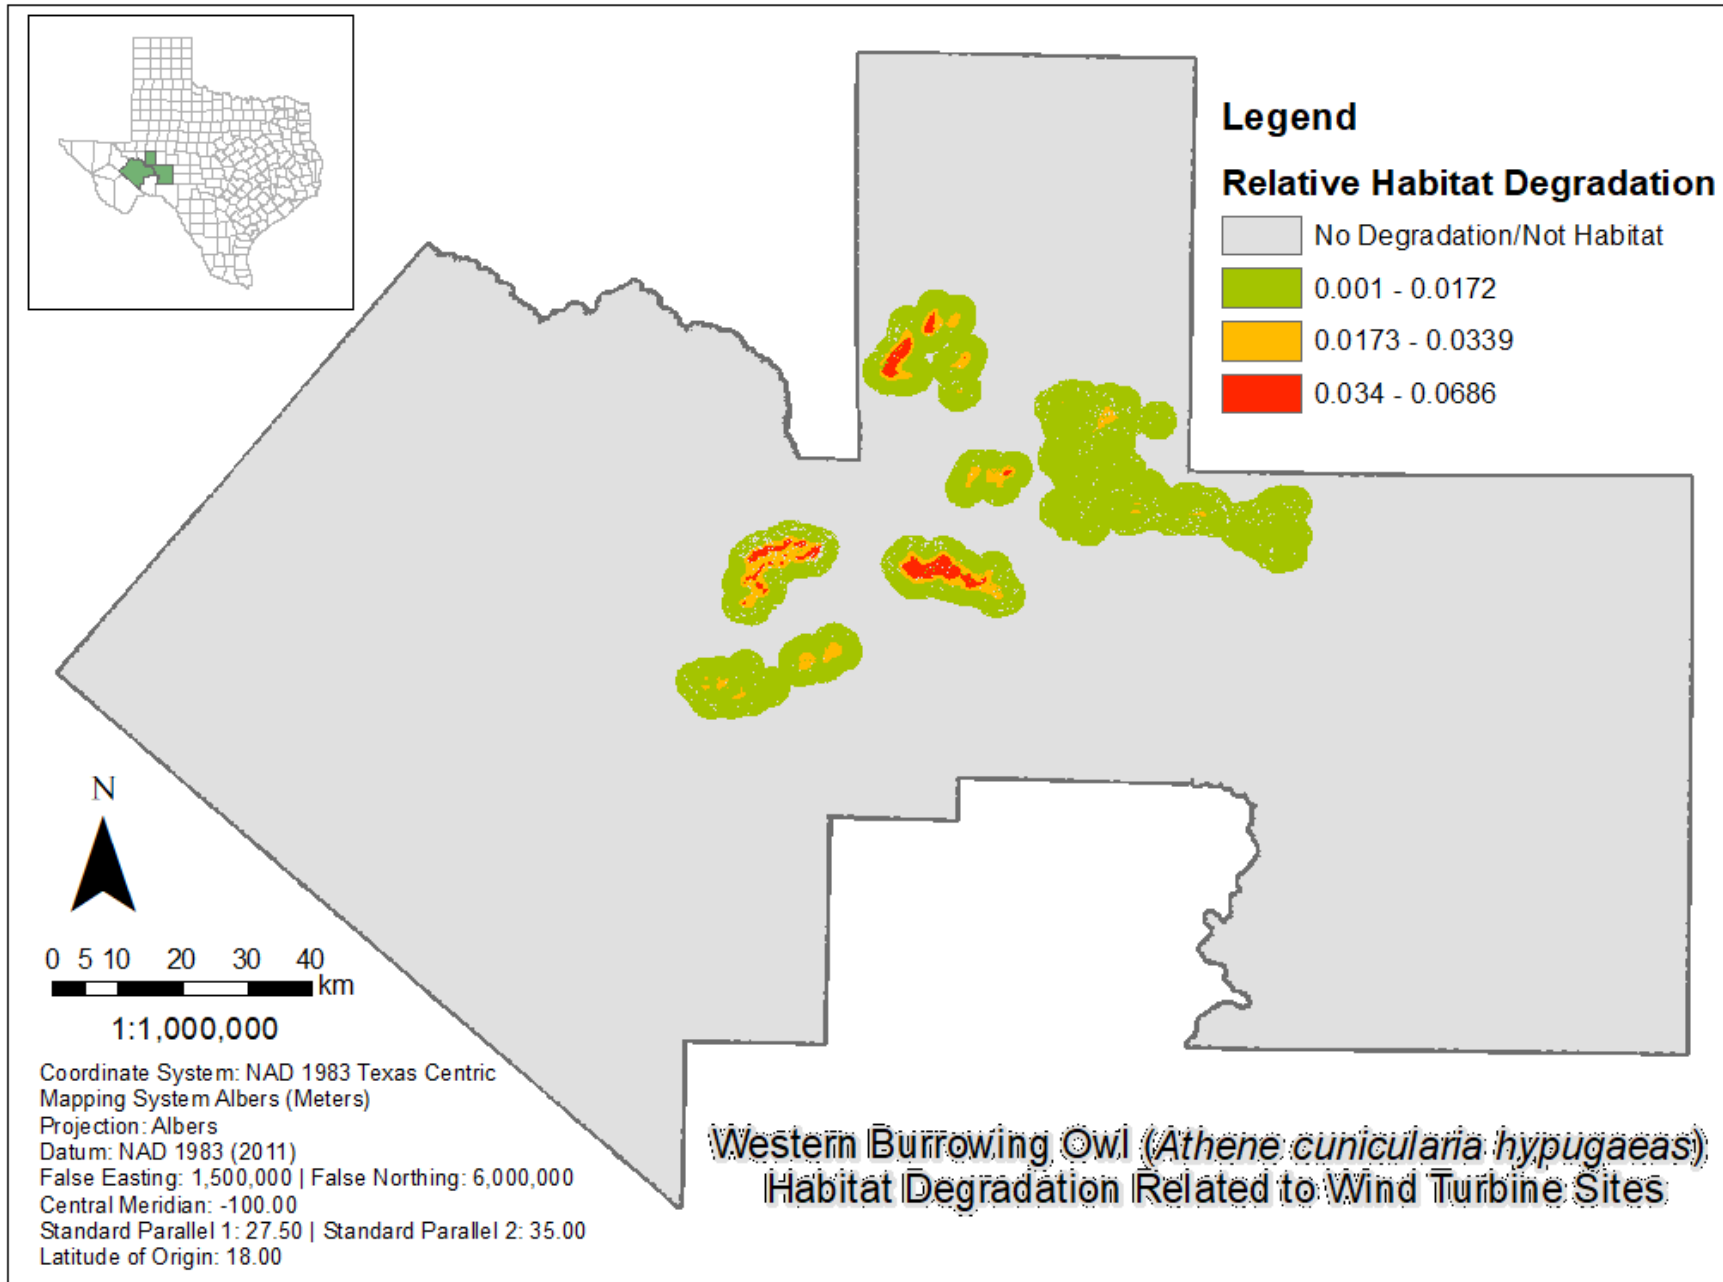 Legend
Relative Habitat Degradation
No Degradation/Not Habitat
0.001 - 0.0172
0.0173 - 0.0339
0.034 - 0.0686
N
0 5 10 20 30 40
km
1:1,000,000
Coordinate System: NAD 1983 Texas Centric
Mapping System Albers (Meters)
Projection: Albers
Datum: NAD 1983 (2011)
False Easting: 1,500,000 | False Northing: 6,000,000
Central Meridian: -100.00
Standard Parallel 1: 27.50 | Standard Parallel 2: 35.00
Latitude of Origin: 18.00
Western Burrowing Owl (Athene cunicularia hypugaeas)
Habitat Degradation Related to Wind Turbine Sites